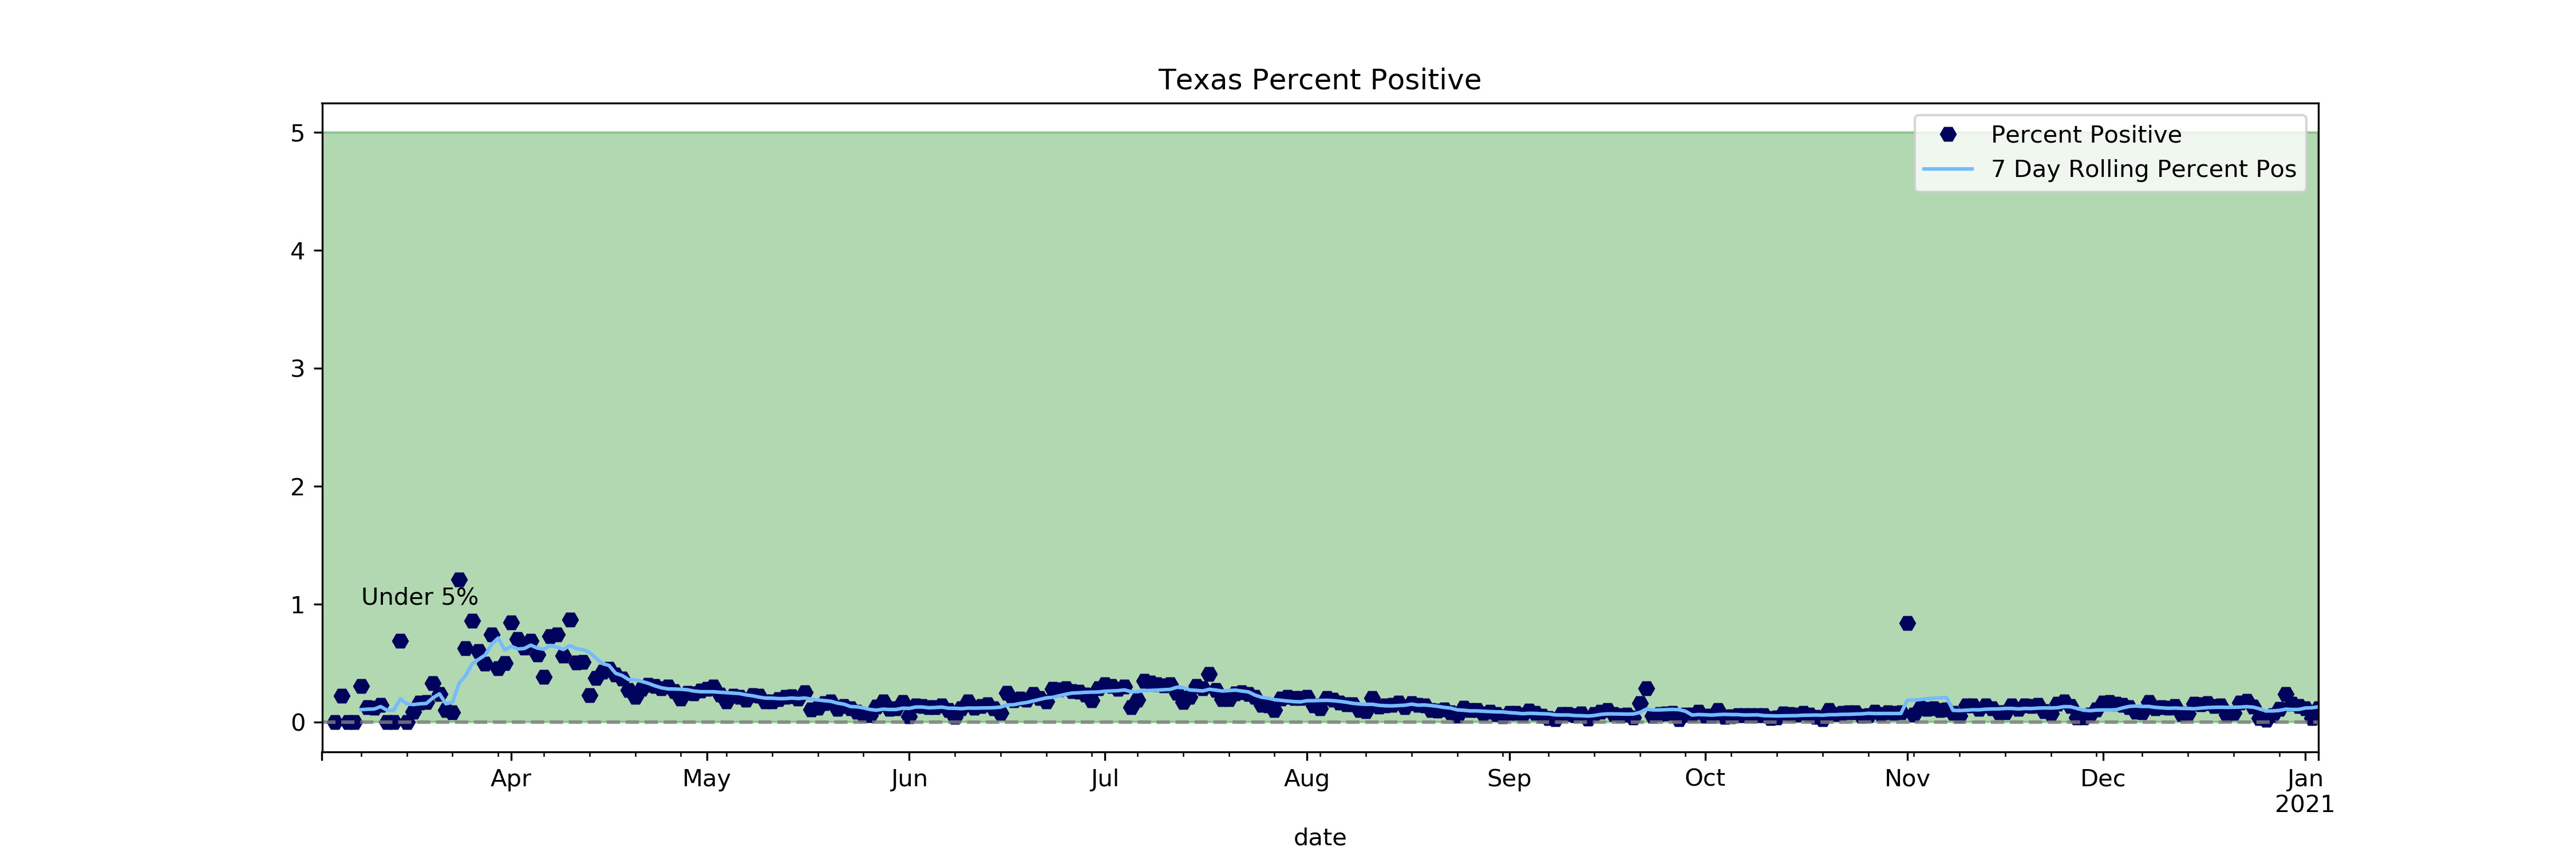 Texas Percent Positive
Percent Positive
7 Day Rolling Percent Pos
5
4
3
2
1
0
Under 5%
Apr May Jun Jul Aug Sep Oct Nov Dec Jan
2021
date